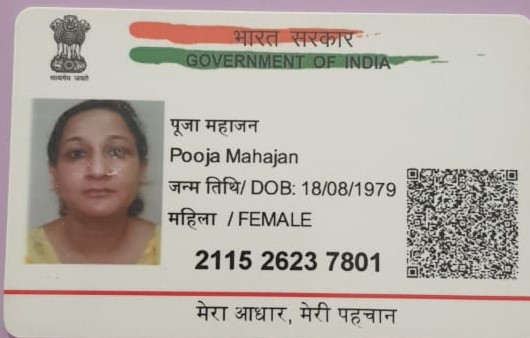 भारत सरकार
GOVERNMENT OF INDIA
सत्यमेव जयते
पूजा महाजन
Pooja Mahajan
जन्म तिथि/ DOB: 18/08/1979
महिला / FEMALE
2115 2623 7801
मेरा आधार, मेरी पहचान